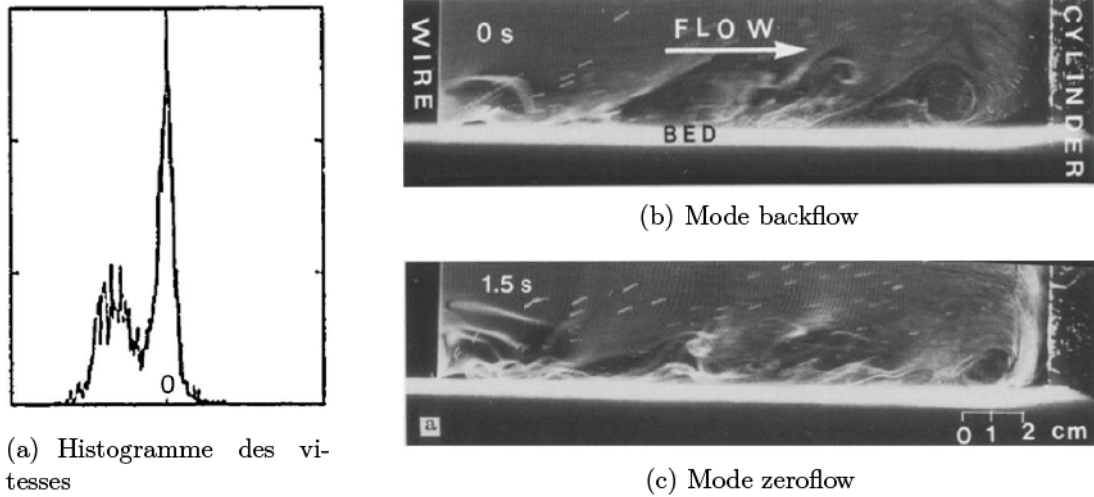 0
(a) Histogramme des vi-
tesses
WIRE
0 s
FLOW
BED
CYLINDER
(b) Mode backflow
1.5 s
a
0 1 2 cm
(c) Mode zeroflow